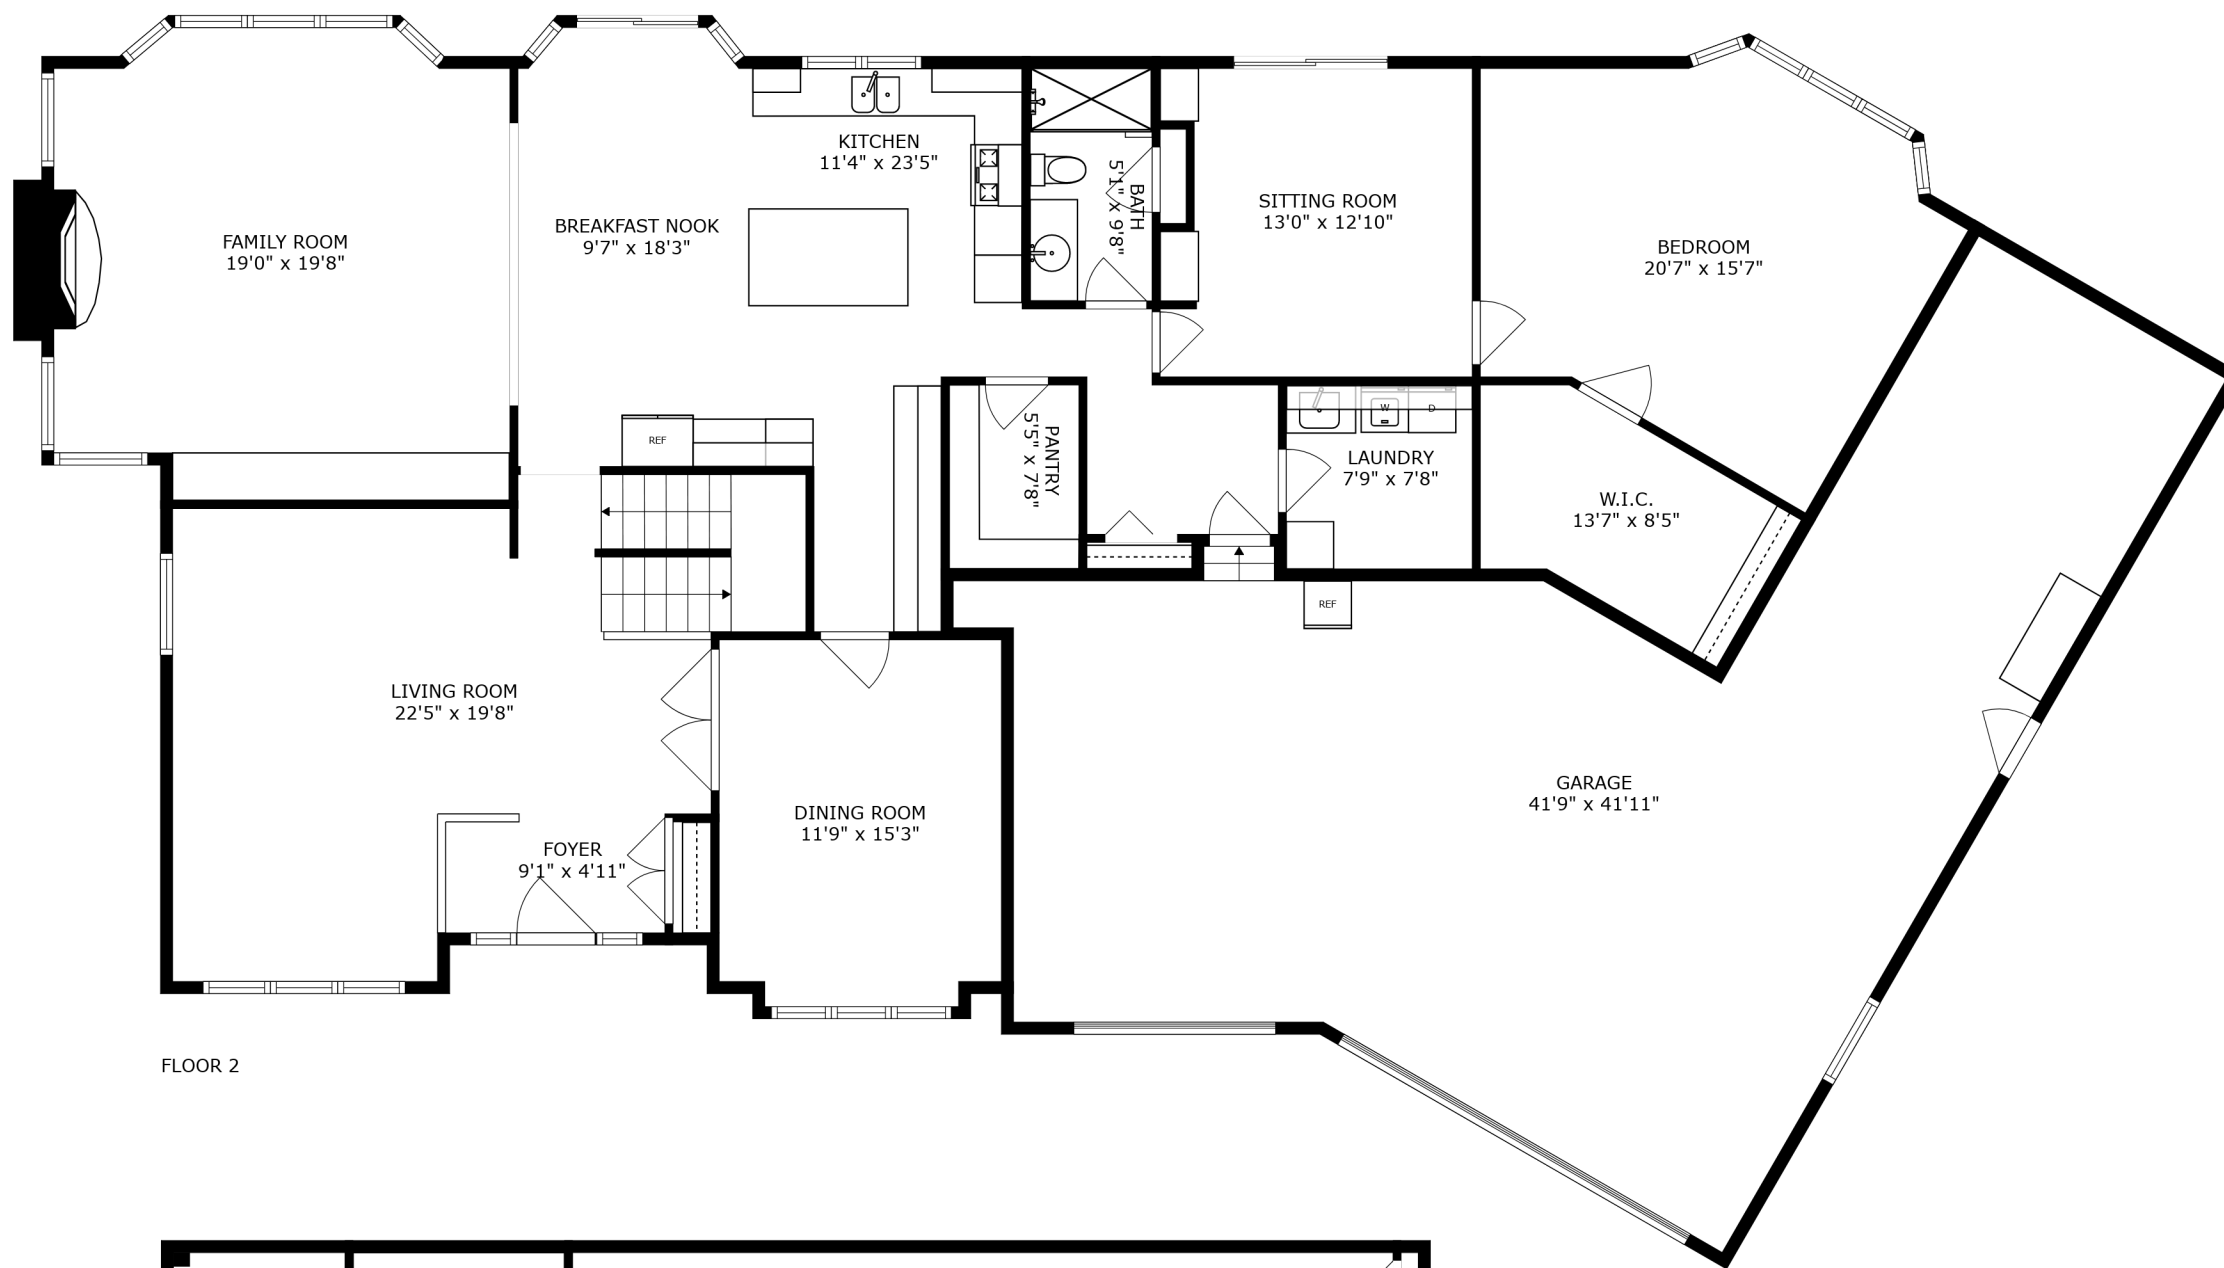 KITCHEN
11'4" x 23'5"
BATH
5'1" x 9'8"
SITTING ROOM
13'0" x 12'10"
BREAKFAST NOOK
9'7" x 18'3"
FAMILY ROOM
19'0" x 19'8"
BEDROOM
20'7" x 15'7"
REF
PANTRY
5'5" x 7'8"
W
D
LAUNDRY
7'9" x 7'8"
W.I.C.
13'7" x 8'5"
REF
LIVING ROOM
22'5" x 19'8"
GARAGE
41'9" x 41'11"
DINING ROOM
11'9" x 15'3"
FOYER
9'1" x 4'11"
FLOOR 2